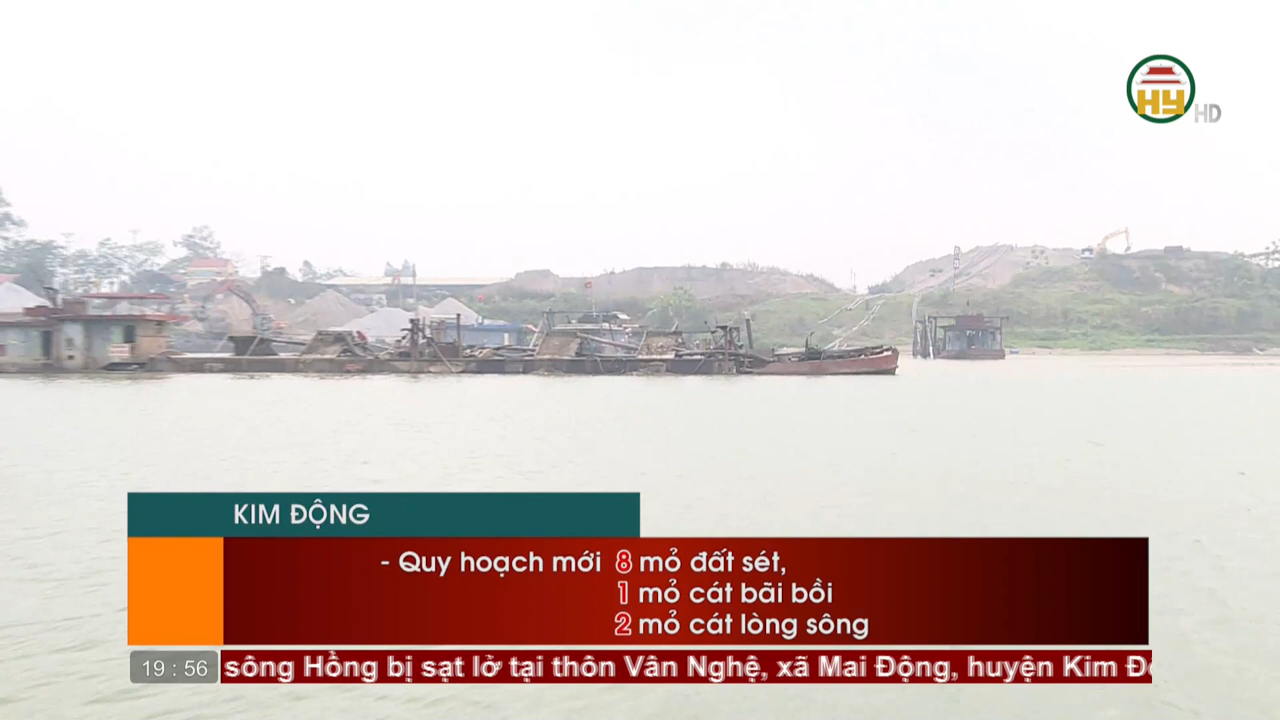 HY HD
KIM ĐỘNG
- Quy hoạch mới 8 mỏ đất sét,
1 mỏ cát bãi bồi
2 mỏ cát lòng sông
19 : 56
sông Hồng bị sạt lở tại thôn Vân Nghệ, xã Mai Động, huyện Kim